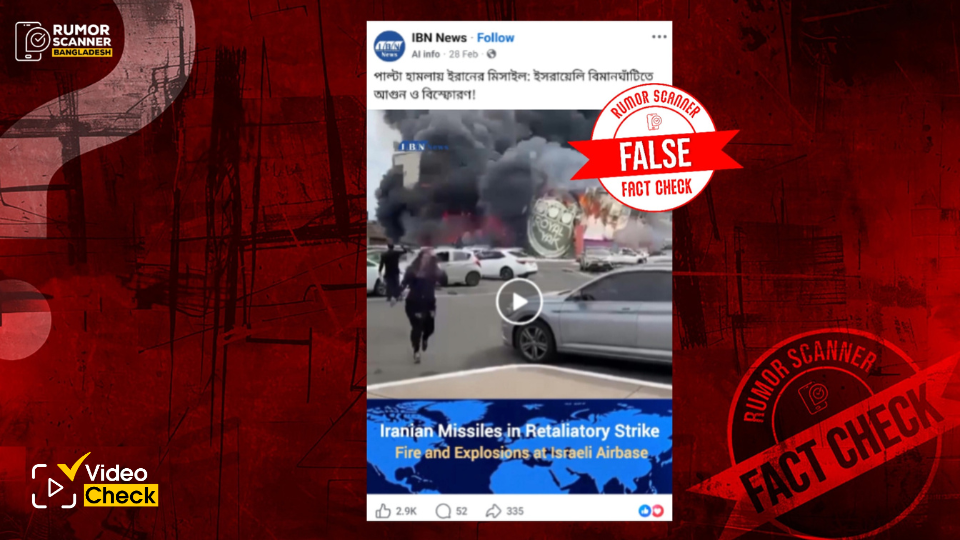 RUMOR
SCANNER
BANGLADESH
IBN News · Follow
AI info · 28 Feb
পাল্টা হামলায় ইরানের মিসাইল: ইসরায়েলি বিমানঘাঁটিতে
আগুন ও বিস্ফোরণ!
IBN News
RUMOR SCANNER
FALSE
FACT CHECK
Iranian Missiles in Retaliatory Strike
Fire and Explosions at Israeli Airbase
2.9K 52 335
Video
Check
RUMOR SCANNER
FACT CHECK